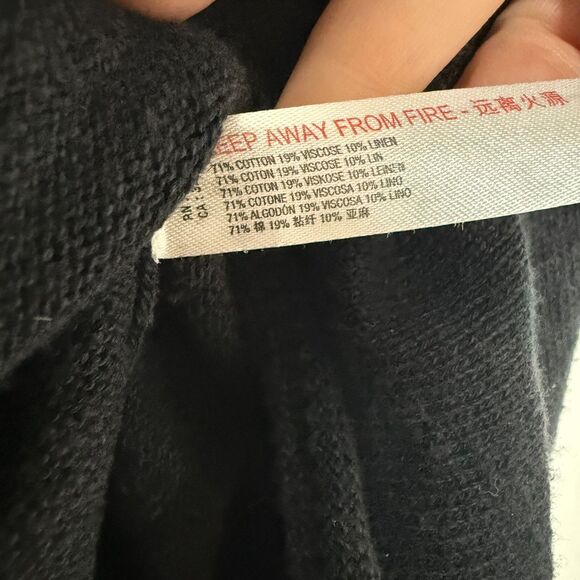 KEEP AWAY FROM FIRE - 远离火源
71% COTTON 19% VISCOSE 10% LINEN
71% COTON 19% VISCOSE 10% LIN
71% COTON 19% VISKOSE 10% LEINEN
71% COTONE 19% VISCOSA 10% LINO
71% ALGODÓN 19% VISCOSA 10% LINO
71% 棉 19% 粘纤 10% 亚麻
RN
CA :